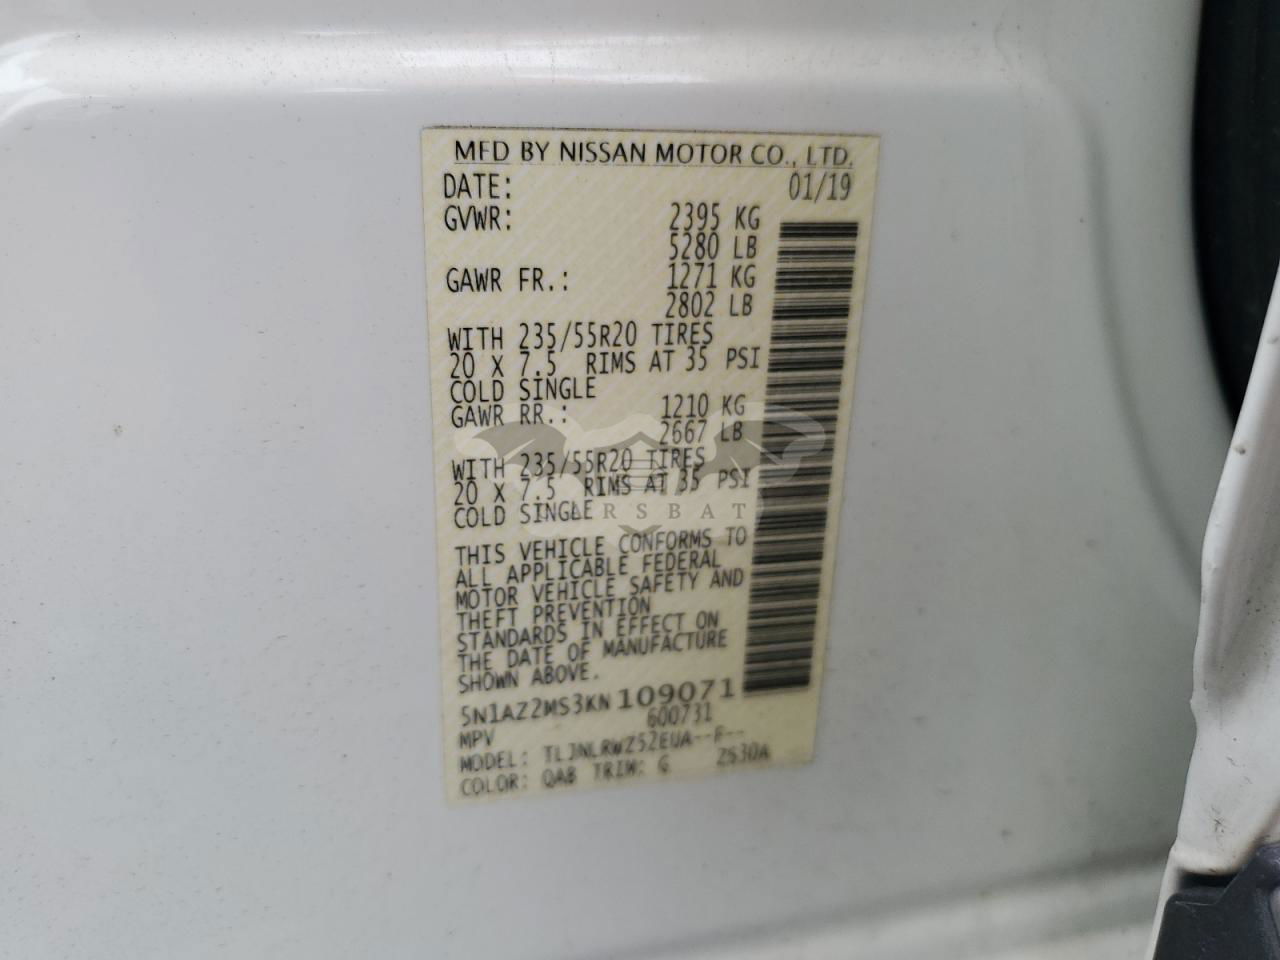 MFD BY NISSAN MOTOR CO., LTD.
DATE: 01/19
GVWR: 2395 KG
5280 LB
GAWR FR.: 1271 KG
2802 LB
WITH 235/55R20 TIRES
20 X 7.5 RIMS AT 35 PSI
COLD SINGLE
GAWR RR.: 1210 KG
2667 LB
WITH 235/55R20 TIRES
20 X 7.5 RIMS AT 35 PSI
COLD SINGLE
THIS VEHICLE CONFORMS TO
ALL APPLICABLE FEDERAL
MOTOR VEHICLE SAFETY AND
THEFT PREVENTION
STANDARDS IN EFFECT ON
THE DATE OF MANUFACTURE
SHOWN ABOVE.
5N1AZ2MS3KN109071
600731
MPV
MODEL: TLJNLRWZ52EUA--F--
COLOR: QAB TRIM: G 2S30A